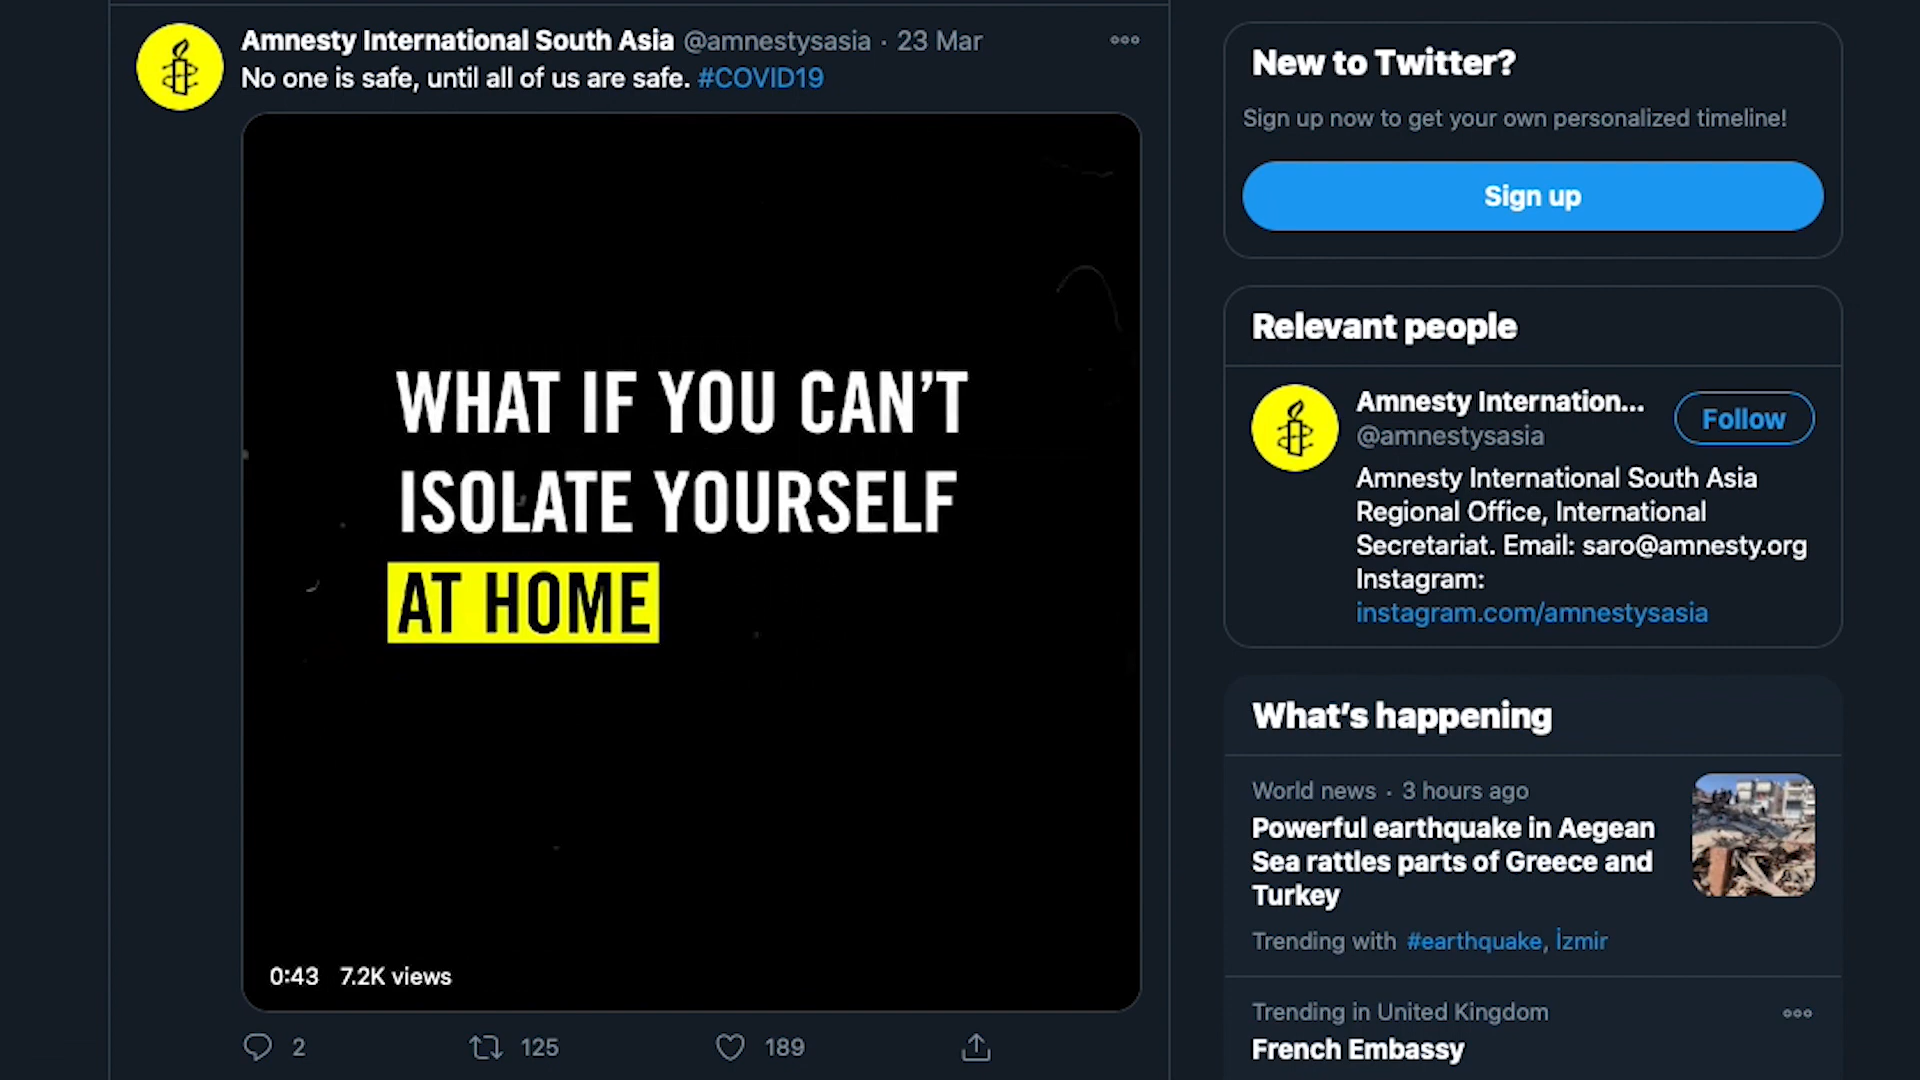 Amnesty International South Asia @amnestysasia · 23 Mar
No one is safe, until all of us are safe. #COVID19
WHAT IF YOU CAN'T
ISOLATE YOURSELF
AT HOME
0:43 7.2K views
2 125 189
New to Twitter?
Sign up now to get your own personalized timeline!
Sign up
Relevant people
Amnesty Internation...
@amnestysasia
Follow
Amnesty International South Asia
Regional Office, International
Secretariat. Email: saro@amnesty.org
Instagram:
instagram.com/amnestysasia
What's happening
World news · 3 hours ago
Powerful earthquake in Aegean
Sea rattles parts of Greece and
Turkey
Trending with #earthquake, İzmir
Trending in United Kingdom
French Embassy